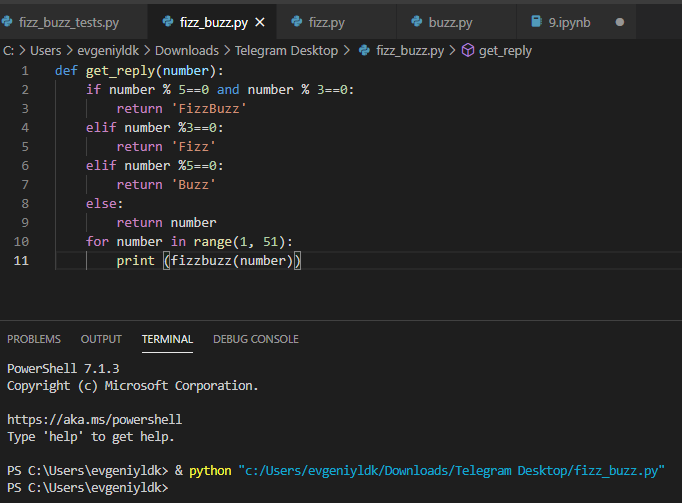 fizz_buzz_tests.py fizz_buzz.py fizz.py buzz.py 9.ipynb
C: > Users > evgeniyldk > Downloads > Telegram Desktop > fizz_buzz.py > get_reply
1 def get_reply(number):
2     if number % 5==0 and number % 3==0:
3         return 'FizzBuzz'
4     elif number %3==0:
5         return 'Fizz'
6     elif number %5==0:
7         return 'Buzz'
8     else:
9         return number
10     for number in range(1, 51):
11         print (fizzbuzz(number))
PROBLEMS OUTPUT TERMINAL DEBUG CONSOLE
PowerShell 7.1.3
Copyright (c) Microsoft Corporation.
https://aka.ms/powershell
Type 'help' to get help.
PS C:\Users\evgeniyldk> & python "c:/Users/evgeniyldk/Downloads/Telegram Desktop/fizz_buzz.py"
PS C:\Users\evgeniyldk>